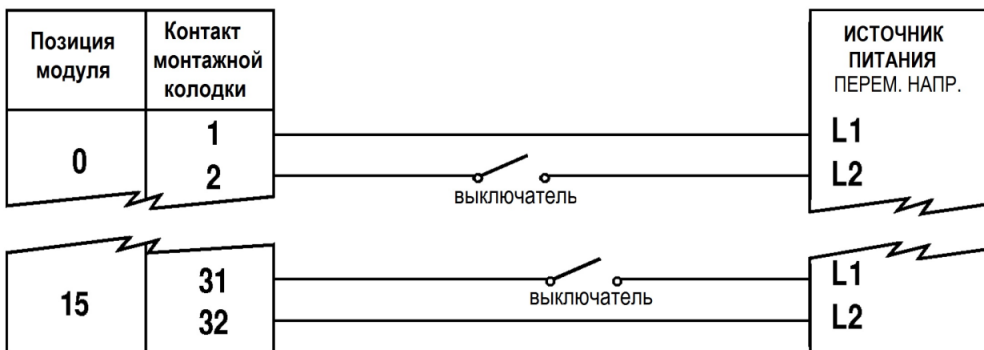 Позиция
модуля
Контакт
монтажной
колодки
ИСТОЧНИК
ПИТАНИЯ
ПЕРЕМ. НАПР.
0
1
L1
2
выключатель
L2
15
31
выключатель
L1
32
L2